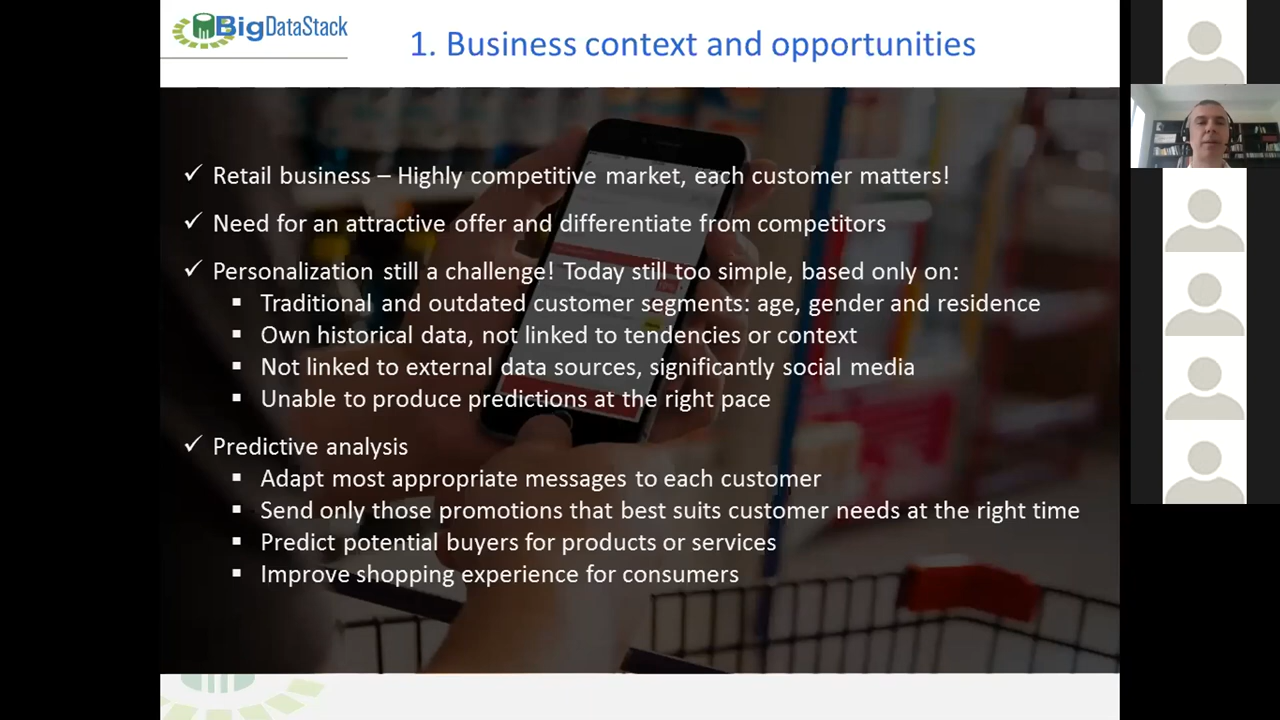 BigDataStack
1. Business context and opportunities
✓ Retail business – Highly competitive market, each customer matters!
✓ Need for an attractive offer and differentiate from competitors
✓ Personalization still a challenge! Today still too simple, based only on:
▪ Traditional and outdated customer segments: age, gender and residence
▪ Own historical data, not linked to tendencies or context
▪ Not linked to external data sources, significantly social media
▪ Unable to produce predictions at the right pace
✓ Predictive analysis
▪ Adapt most appropriate messages to each customer
▪ Send only those promotions that best suits customer needs at the right time
▪ Predict potential buyers for products or services
▪ Improve shopping experience for consumers